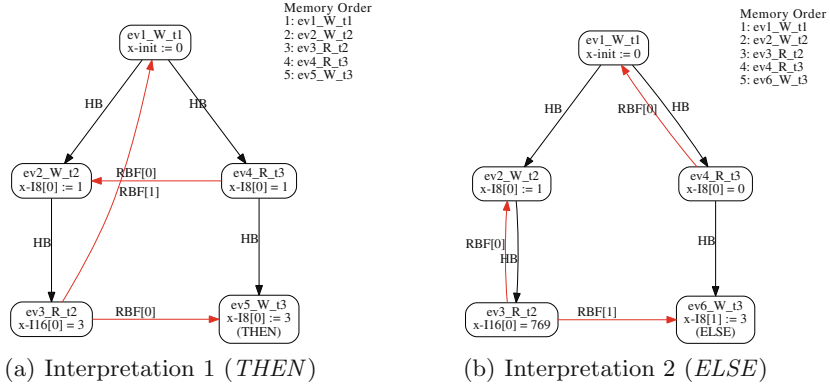 Memory Order
1: ev1_W_t1
2: ev2_W_t2
3: ev3_R_t2
4: ev4_R_t3
5: ev5_W_t3
ev1_W_t1
x-init := 0
HB
HB
ev2_W_t2
x-I8[0] := 1
RBF[0]
RBF[1]
ev4_R_t3
x-I8[0] = 1
HB
HB
ev3_R_t2
x-I16[0] = 3
RBF[0]
ev5_W_t3
x-I8[0] := 3
(THEN)
(a) Interpretation 1 (THEN)
Memory Order
1: ev1_W_t1
2: ev2_W_t2
3: ev3_R_t2
4: ev4_R_t3
5: ev6_W_t3
ev1_W_t1
x-init := 0
HB
HB
RBF[0]
ev2_W_t2
x-I8[0] := 1
ev4_R_t3
x-I8[0] = 0
RBF[0]
HB
HB
ev3_R_t2
x-I16[0] = 769
RBF[1]
ev6_W_t3
x-I8[1] := 3
(ELSE)
(b) Interpretation 2 (ELSE)